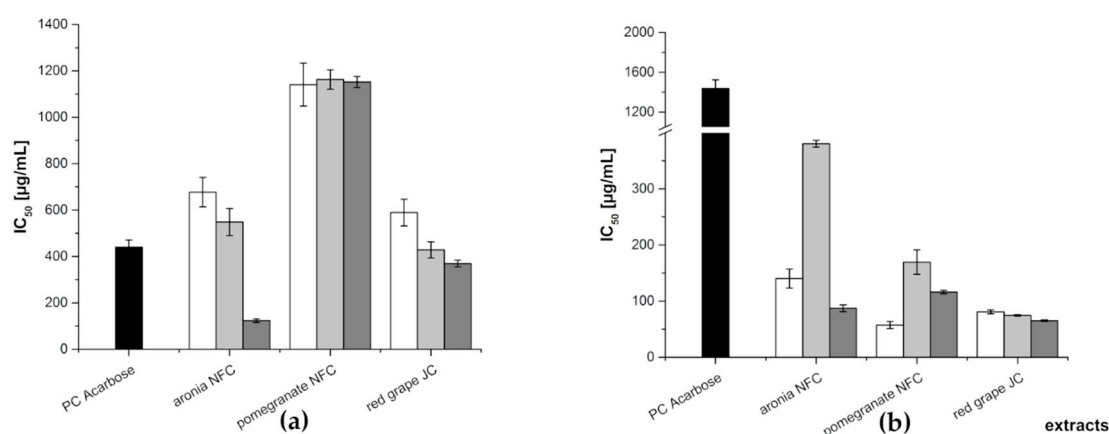 1400
1200
1000
800
600
400
200
0
IC50 [µg/mL]
PC Acarbose
aronia NFC
pomegranate NFC
red grape JC
(a)
2000
1600
1200
300
200
100
0
IC50 [µg/mL]
PC Acarbose
aronia NFC
pomegranate NFC
red grape JC
(b)
extracts